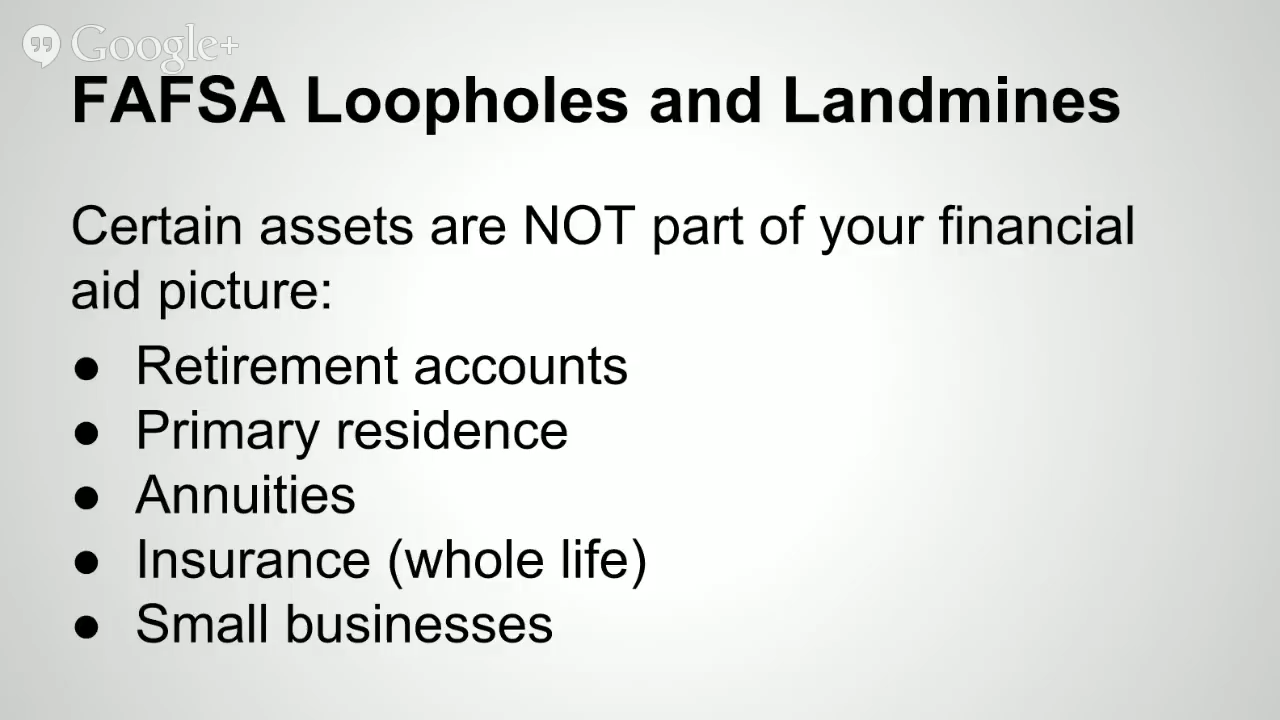 Google+
FAFSA Loopholes and Landmines
Certain assets are NOT part of your financial
aid picture:
● Retirement accounts
● Primary residence
● Annuities
● Insurance (whole life)
● Small businesses